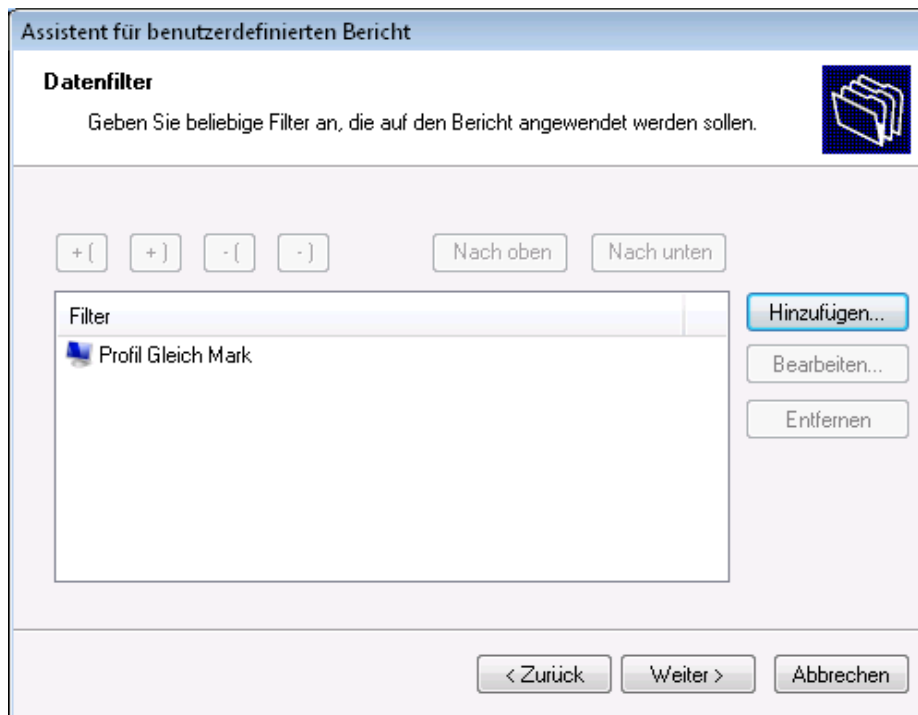 Assistent für benutzerdefinierten Bericht
Datenfilter
Geben Sie beliebige Filter an, die auf den Bericht angewendet werden sollen.
+ ( + ) - ( - ) Nach oben Nach unten
Filter
Profil Gleich Mark
Hinzufügen...
Bearbeiten...
Entfernen
< Zurück Weiter > Abbrechen